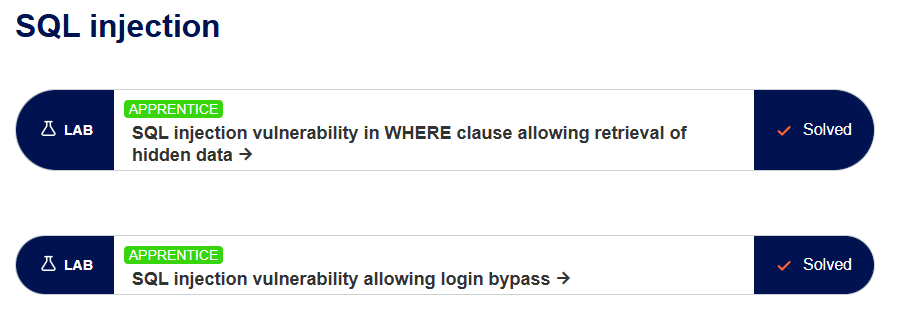 SQL injection
LAB
APPRENTICE
SQL injection vulnerability in WHERE clause allowing retrieval of
hidden data →
Solved
LAB
APPRENTICE
SQL injection vulnerability allowing login bypass →
Solved